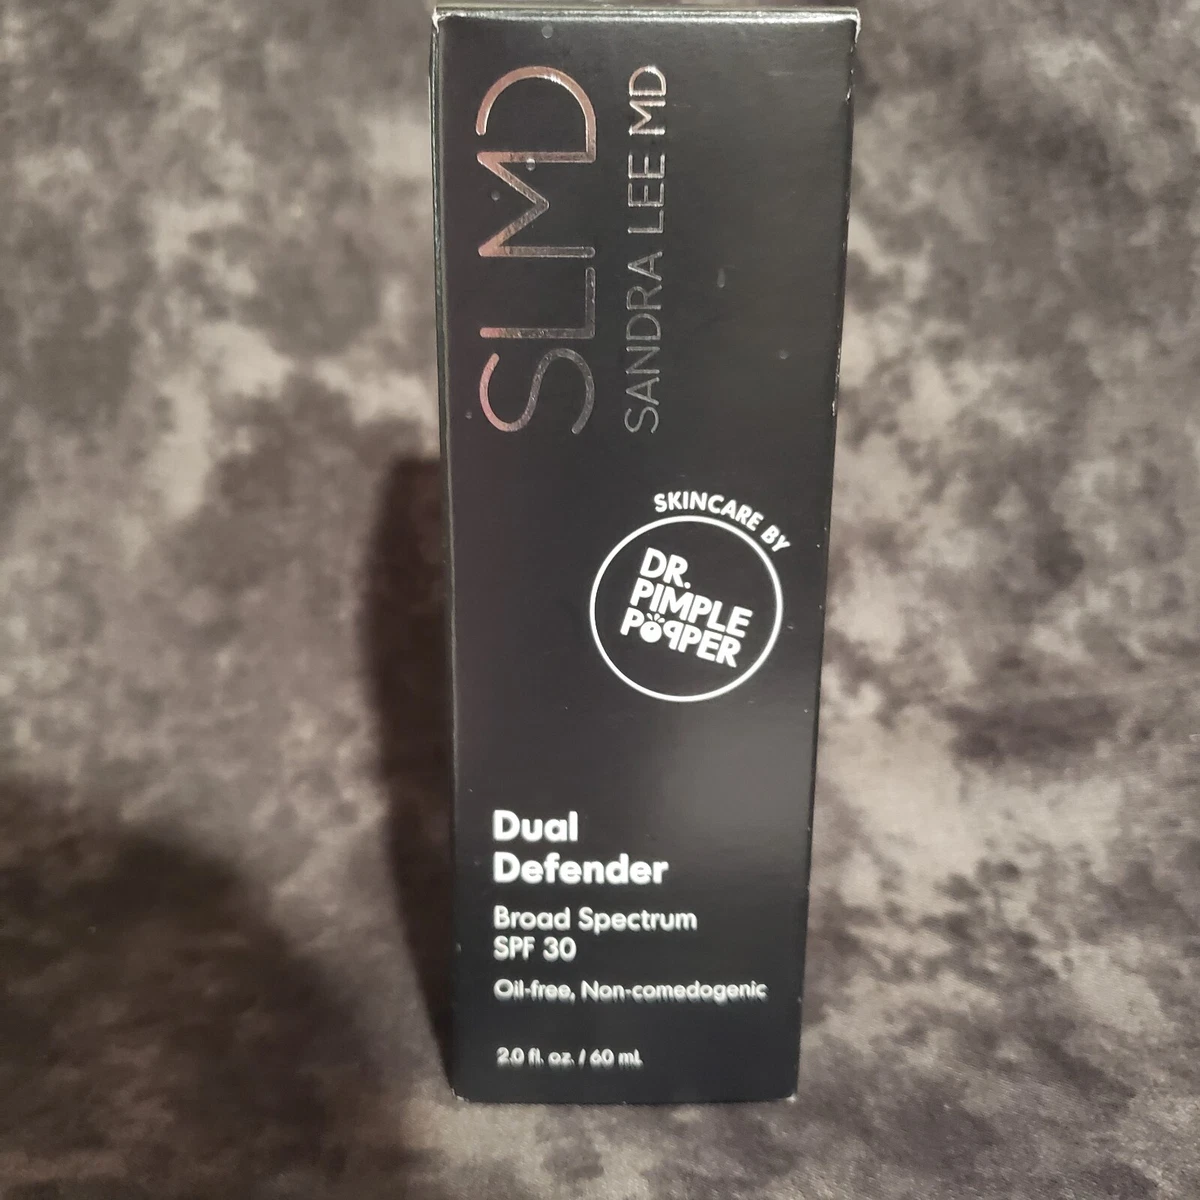 SLMD
SANDRA LEE MD
SKINCARE BY
DR.
PIMPLE
POPPER
Dual
Defender
Broad Spectrum
SPF 30
Oil-free, Non-comedogenic
2.0 fl. oz. / 60 mL